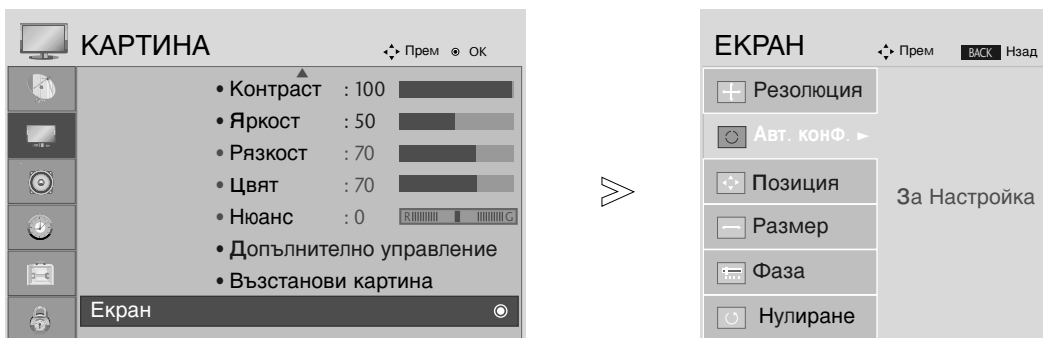 КАРТИНА
Прем OK
• Контраст : 100
• Яркост : 50
• Рязкост : 70
• Цвят : 70
• Нюанс : 0 R G
• Допълнително управление
• Възстанови картина
Екран
ЕКРАН
Прем BACK Нзад
Резолюция
Авт. конФ. ►
Позиция
Размер
Фаза
Нулиране
За Настройка